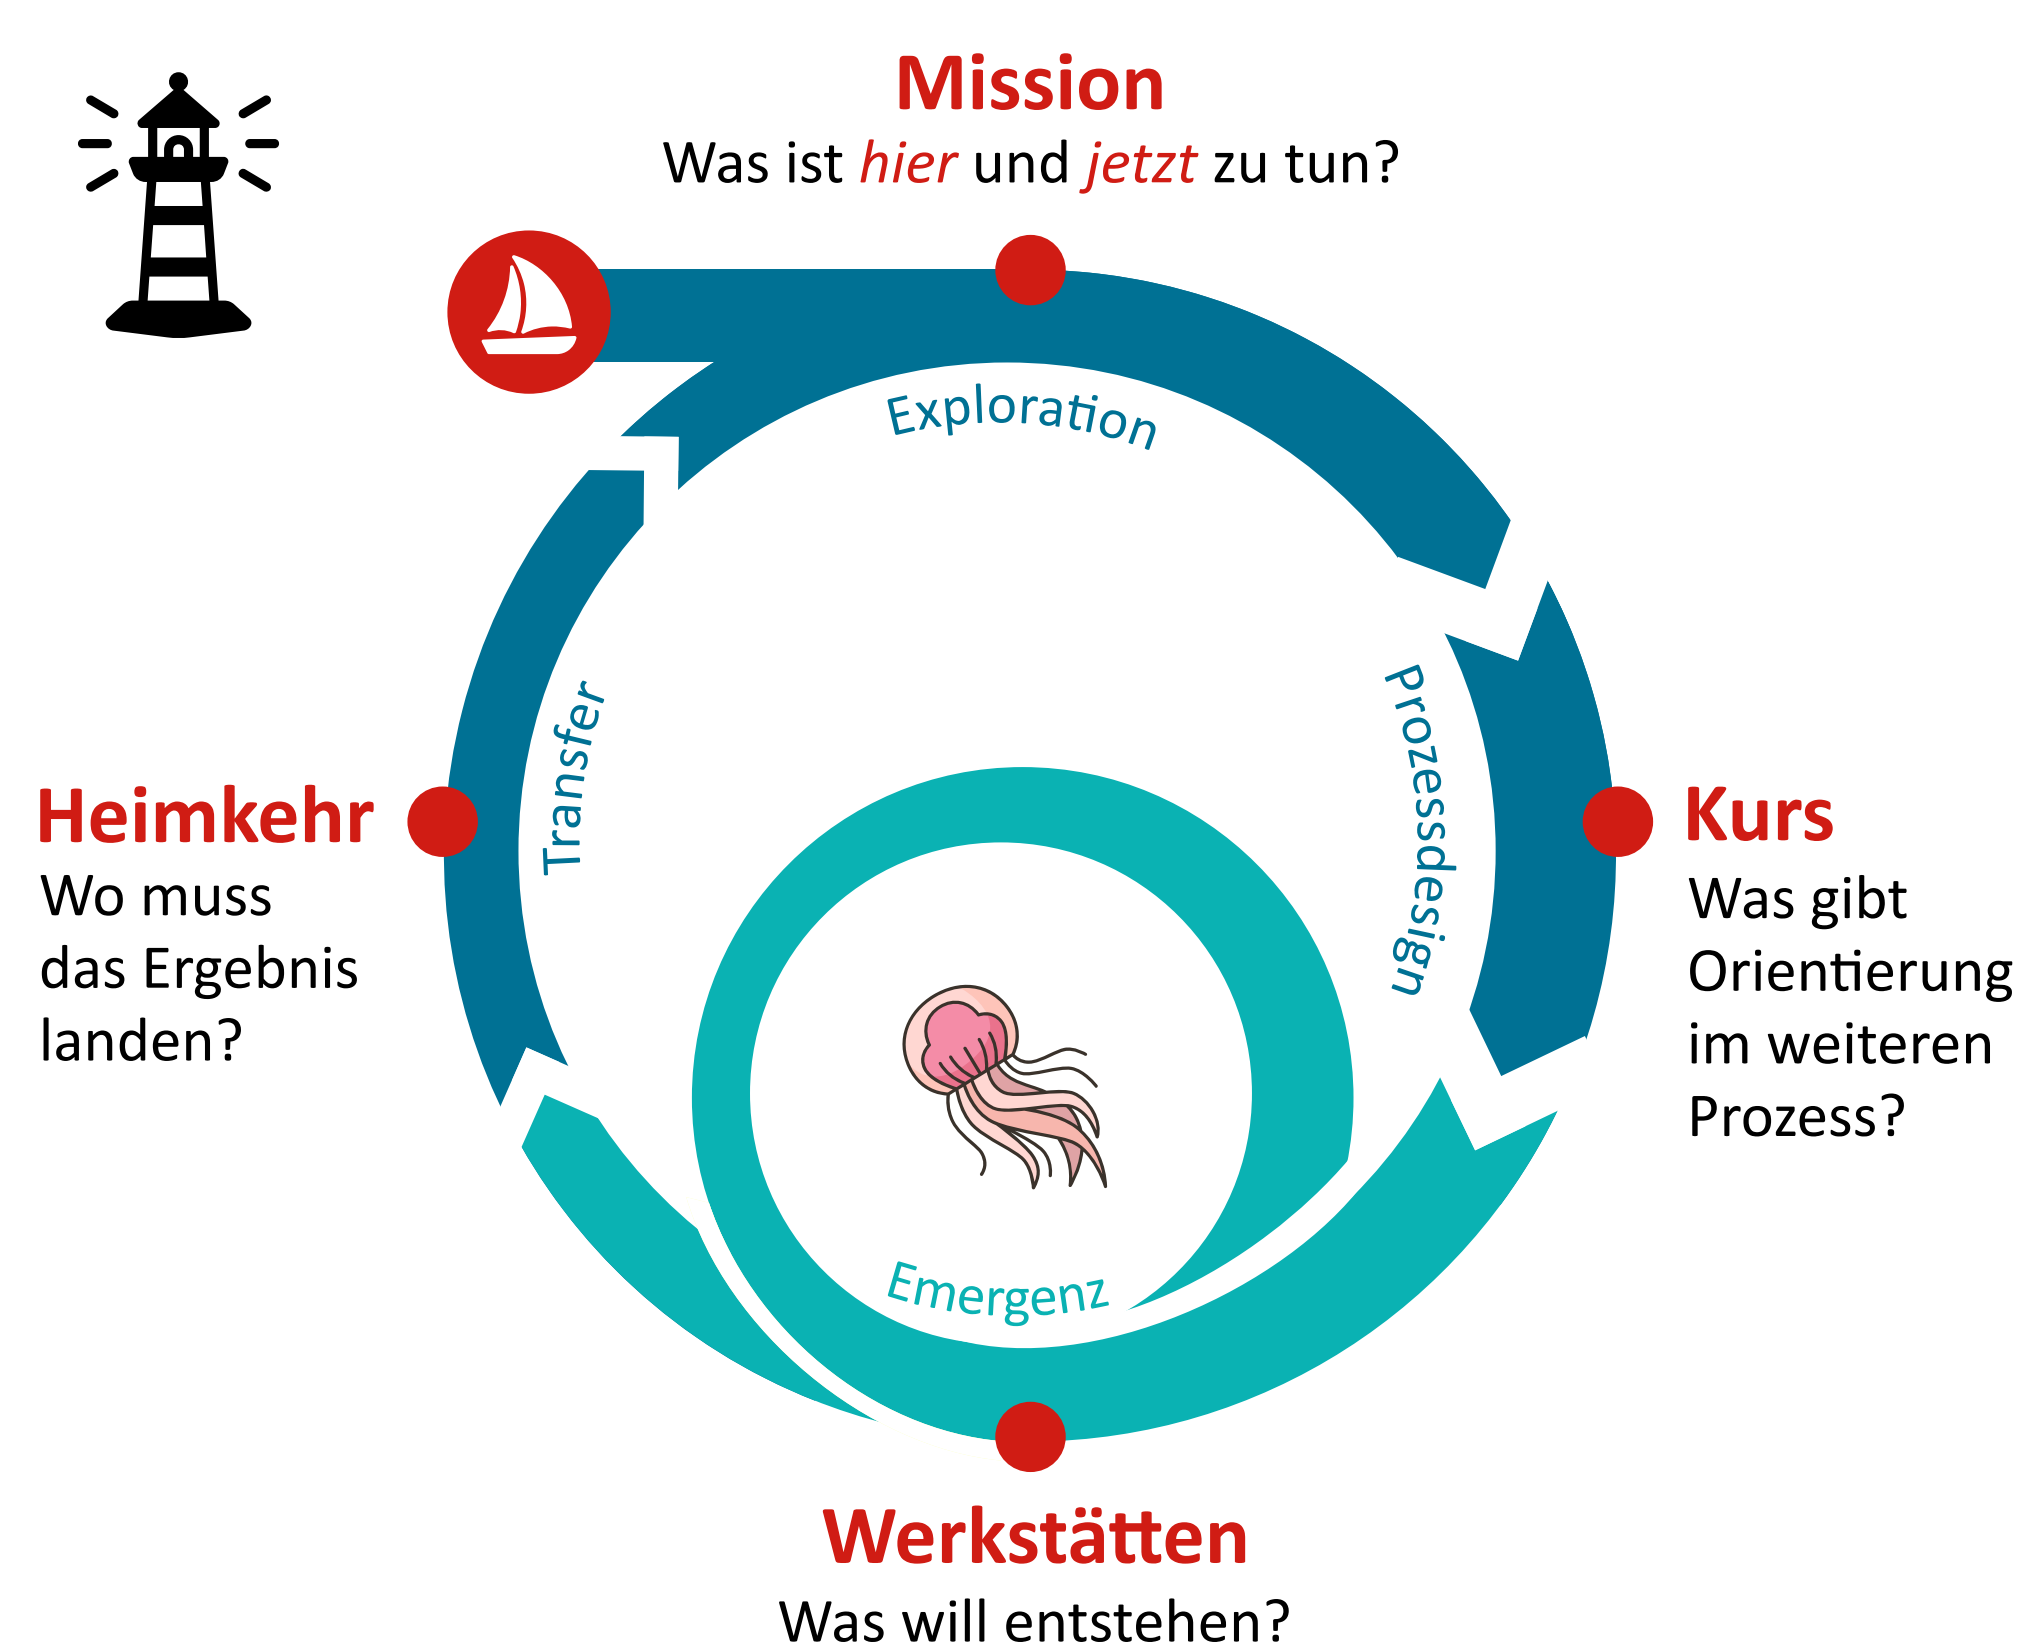 Mission
Was ist hier und jetzt zu tun?
Exploration
Prozessdesign
Kurs
Was gibt
Orientierung
im weiteren
Prozess?
Transfer
Heimkehr
Wo muss
das Ergebnis
landen?
Emergenz
Werkstätten
Was will entstehen?